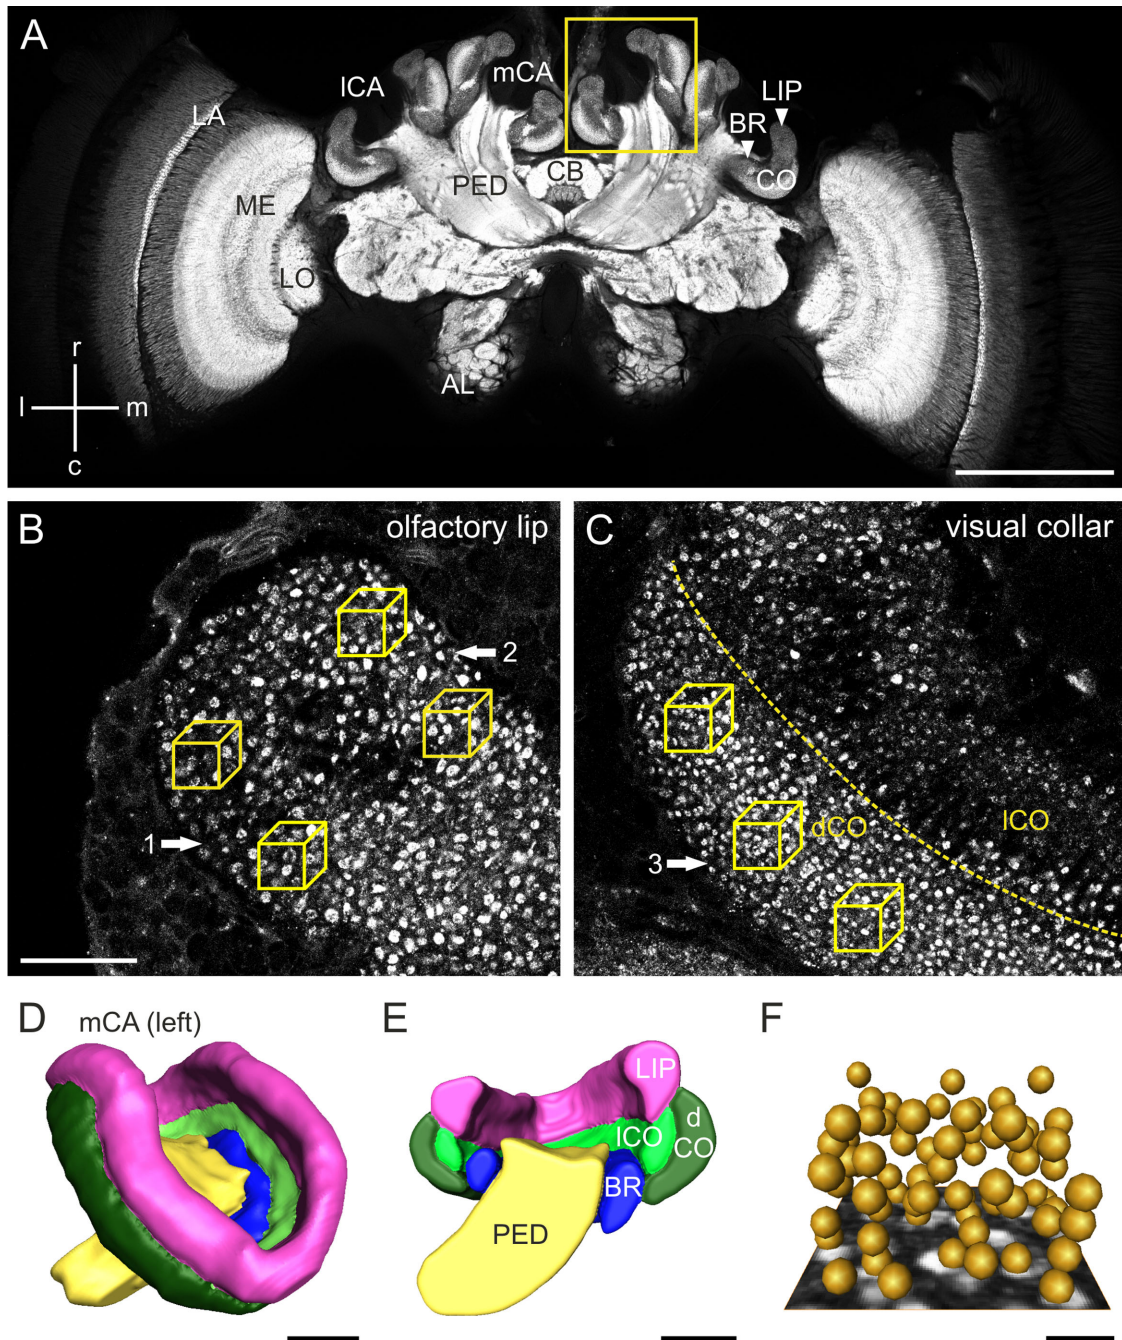 A
lCA
mCA
LIP
LA
BR
CB
CO
PED
ME
LO
AL
r
l m
c
B olfactory lip
2
1
C visual collar
lCO
dCO
3
D mCA (left)
E
LIP
d
lCO CO
BR
PED
F